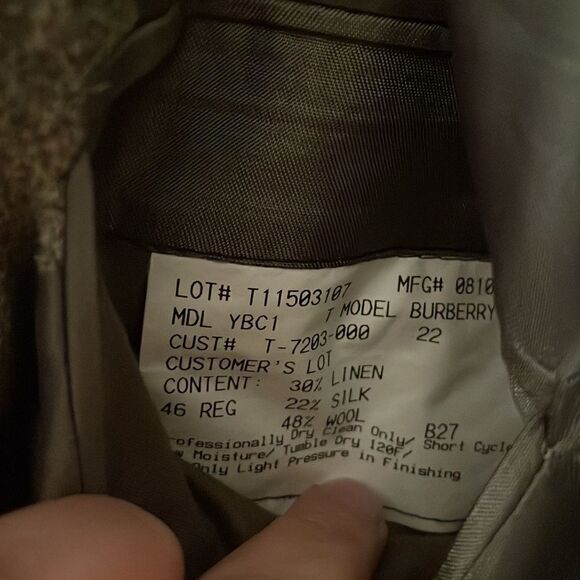 LOT# T11503107 MFG# 0810
MDL YBC1 T MODEL BURBERRY
CUST# T-7203-000 22
CUSTOMER'S LOT
CONTENT: 30% LINEN
46 REG 22% SILK
48% WOOL B27
rofessionally Dry Clean Only/ Short Cycle
w Moisture/ Tumble Dry 120F/
Only Light Pressure in Finishing